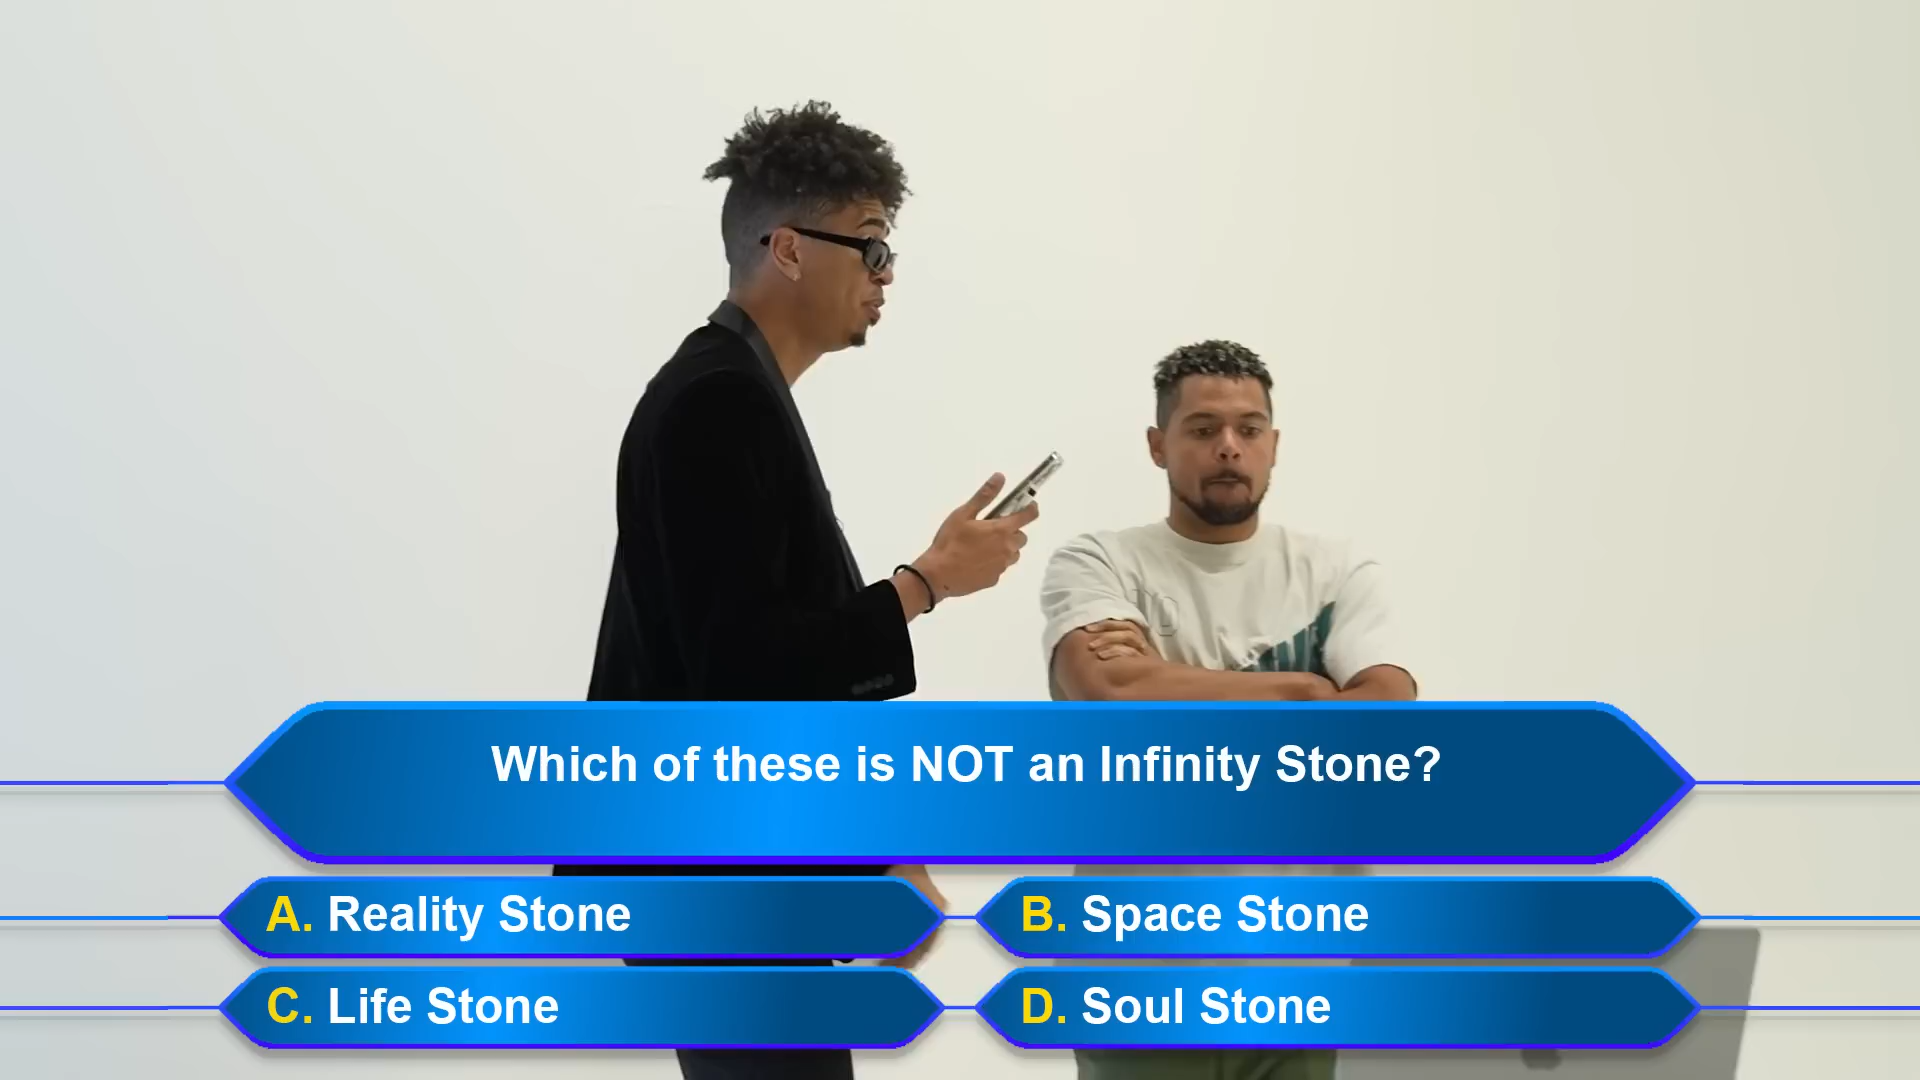 Which of these is NOT an Infinity Stone?
A. Reality Stone
B. Space Stone
C. Life Stone
D. Soul Stone